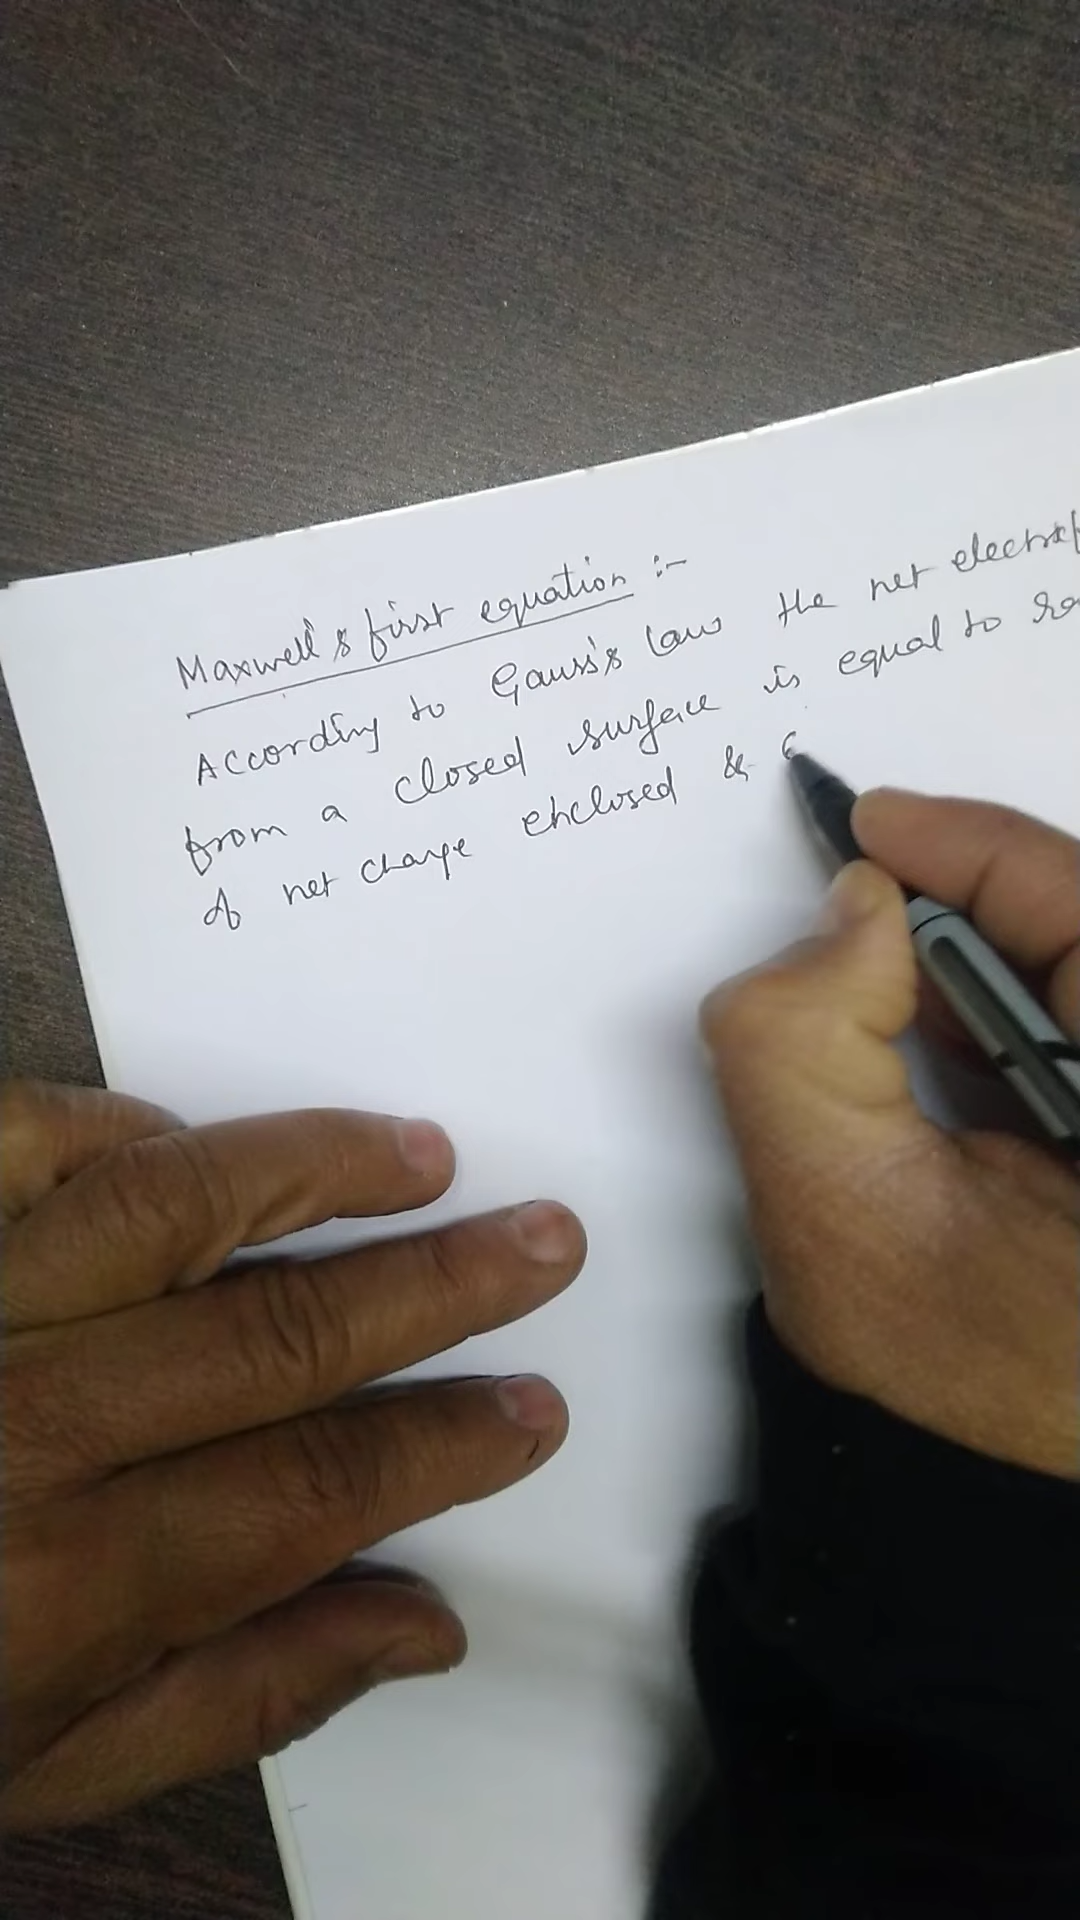 Maxwell's first equation :-
According to Gauss's law the net electric
from a closed surface is equal to
of net charge enclosed &